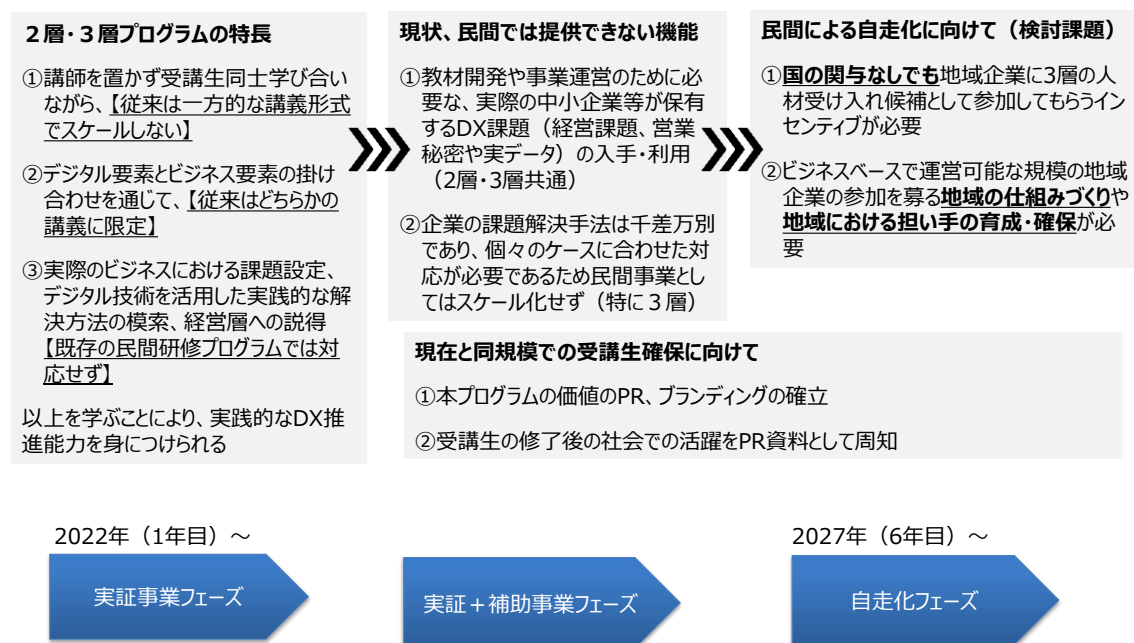 ２層・３層プログラムの特長
①講師を置かず受講生同士学び合い
ながら、【従来は一方的な講義形式
でスケールしない】
②デジタル要素とビジネス要素の掛け
合わせを通じて、【従来はどちらかの
講義に限定】
③実際のビジネスにおける課題設定、
デジタル技術を活用した実践的な解
決方法の模索、経営層への説得
【既存の民間研修プログラムでは対
応せず】
以上を学ぶことにより、実践的なDX推
進能力を身につけられる
現状、民間では提供できない機能
①教材開発や事業運営のために必
要な、実際の中小企業等が保有
するDX課題（経営課題、営業
秘密や実データ）の入手・利用
（2層・3層共通）
②企業の課題解決手法は千差万別
であり、個々のケースに合わせた対
応が必要であるため民間事業とし
てはスケール化せず（特に３層）
民間による自走化に向けて（検討課題）
①国の関与なしでも地域企業に3層の人
材受け入れ候補として参加してもらうイン
センティブが必要
②ビジネスベースで運営可能な規模の地域
企業の参加を募る地域の仕組みづくりや
地域における担い手の育成・確保が必
要
現在と同規模での受講生確保に向けて
①本プログラムの価値のPR、ブランディングの確立
②受講生の修了後の社会での活躍をPR資料として周知
2022年（1年目）～
実証事業フェーズ
実証＋補助事業フェーズ
2027年（6年目）～
自走化フェーズ